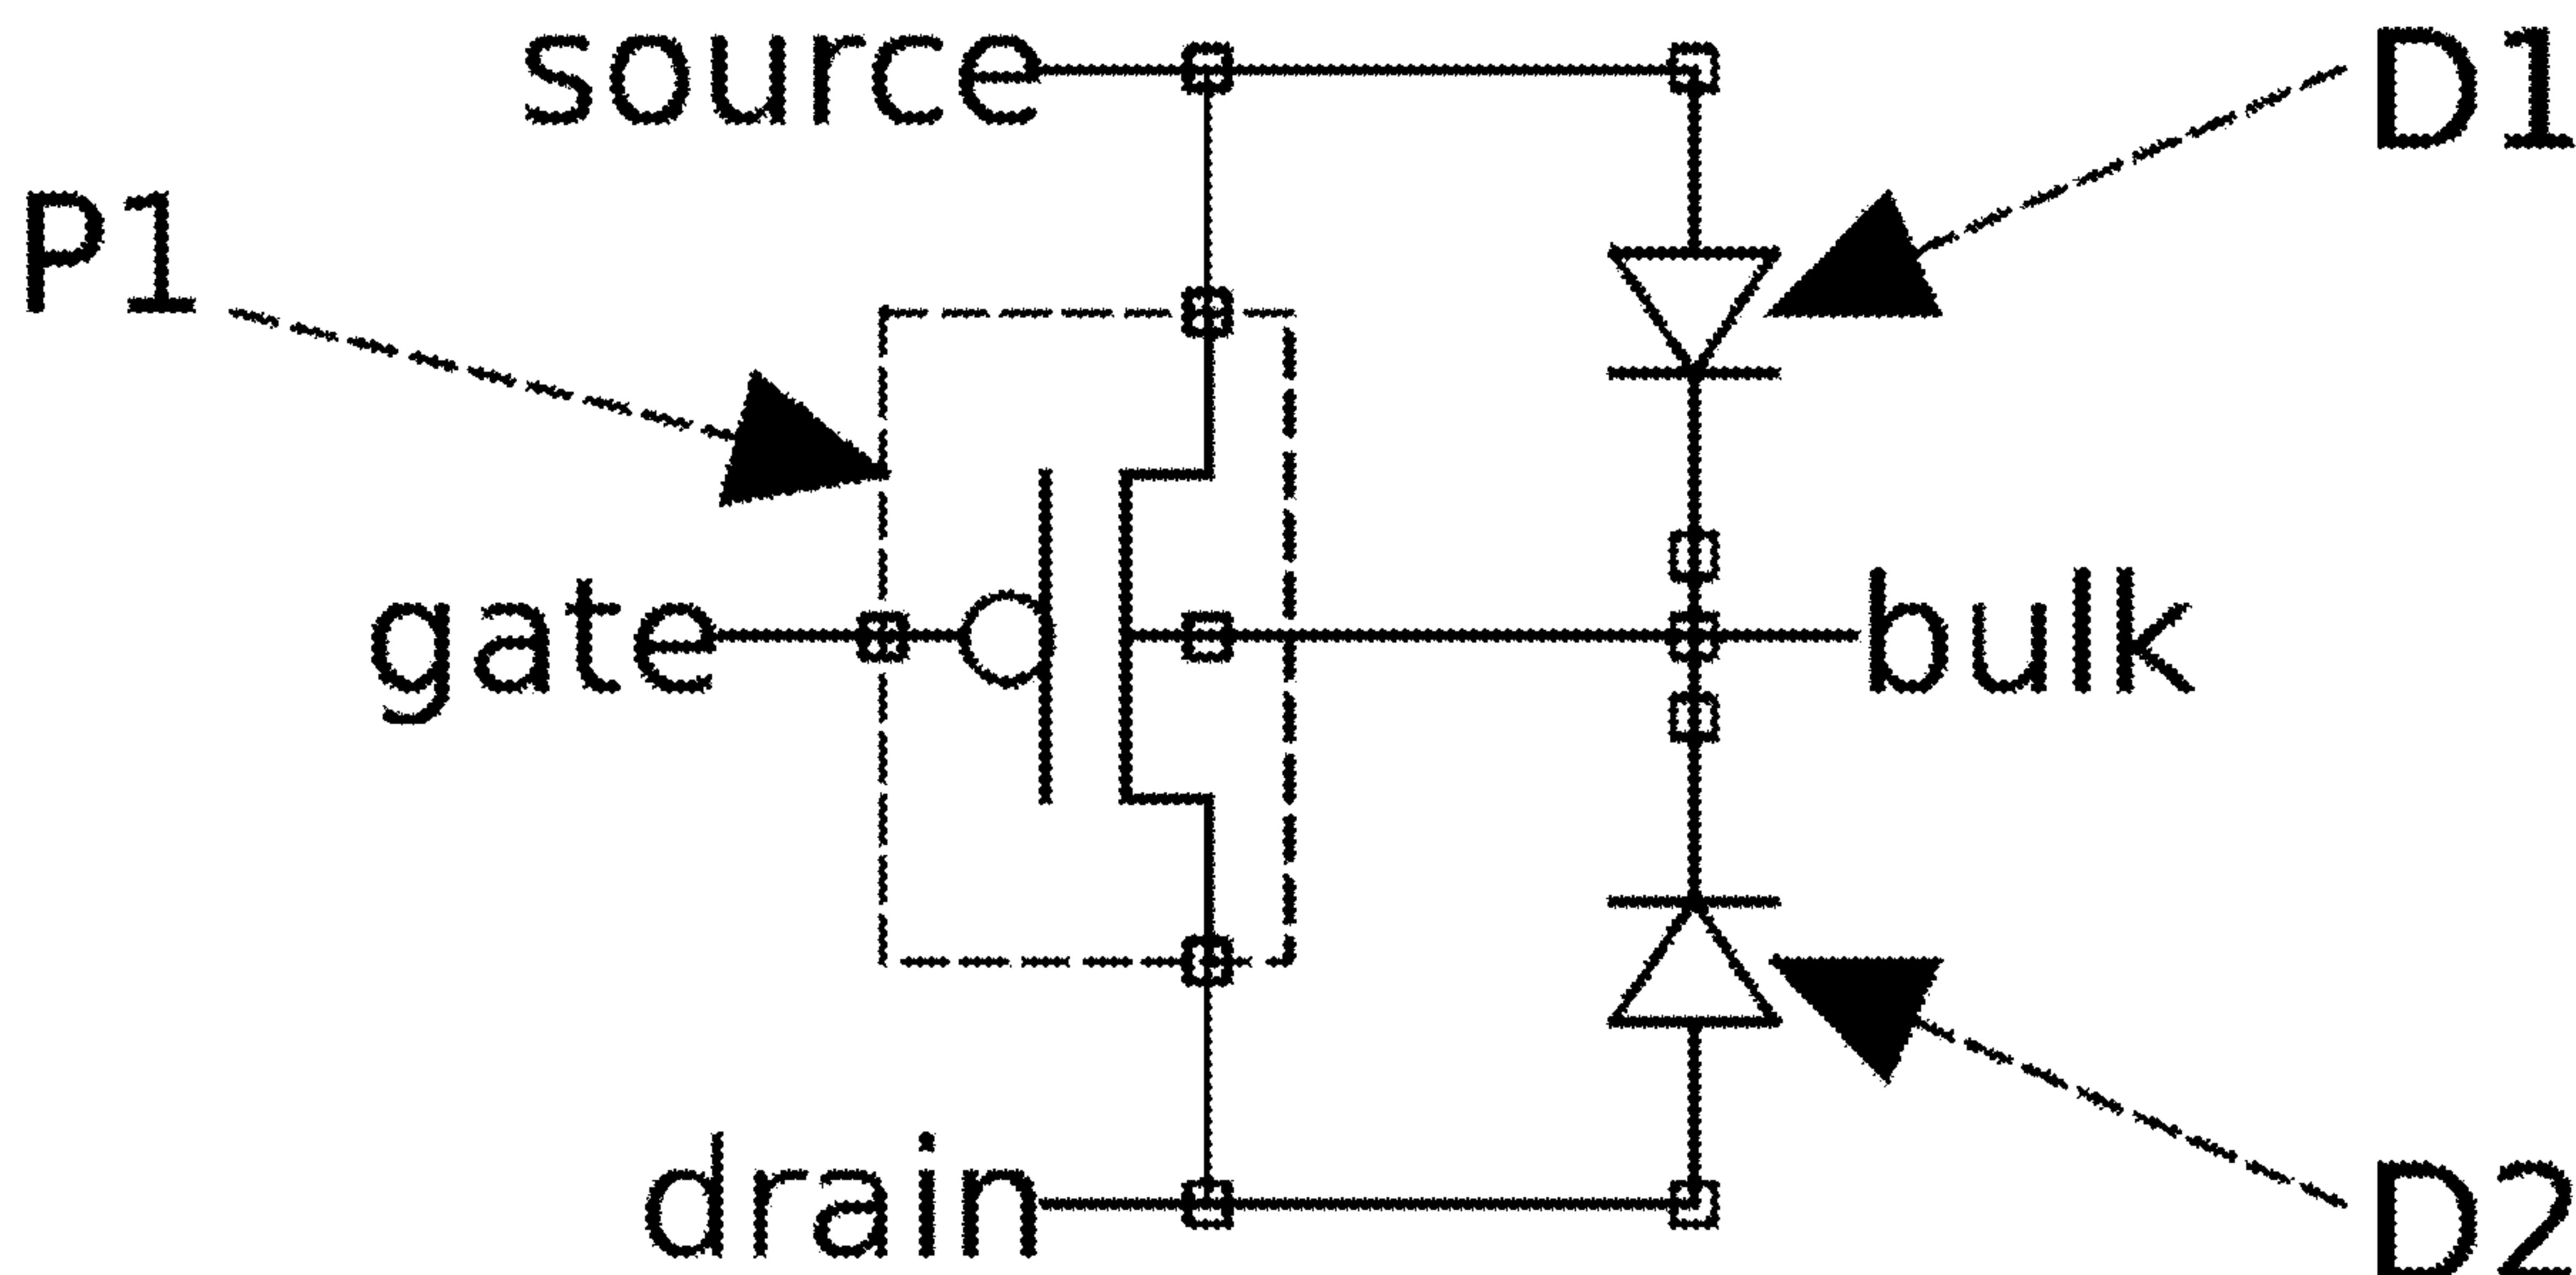 source
D1
P1
gate
bulk
drain
D2